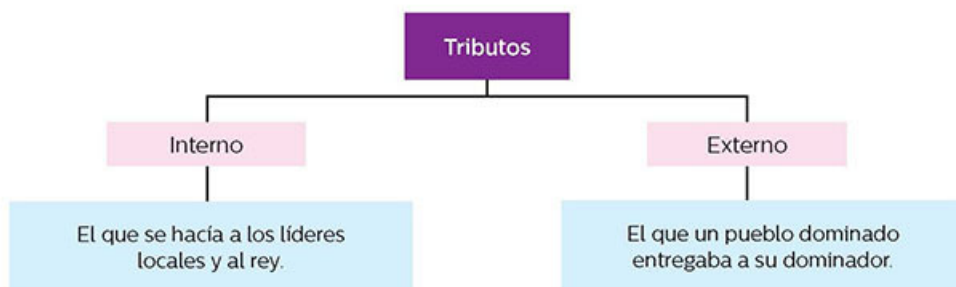 Tributos
Interno
Externo
El que se hacía a los líderes
locales y al rey.
El que un pueblo dominado
entregaba a su dominador.